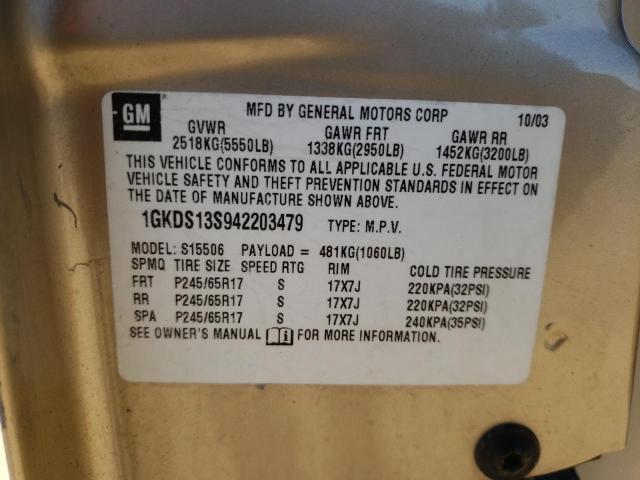 GM MFD BY GENERAL MOTORS CORP 10/03
GVWR GAWR FRT GAWR RR
2518KG(5550LB) 1338KG(2950LB) 1452KG(3200LB)
THIS VEHICLE CONFORMS TO ALL APPLICABLE U.S. FEDERAL MOTOR
VEHICLE SAFETY AND THEFT PREVENTION STANDARDS IN EFFECT ON
THE DATE OF MANUFACTURE SHOWN ABOVE.
1GKDS13S942203479 TYPE: M.P.V.
MODEL: S15506 PAYLOAD = 481KG(1060LB)
SPMQ TIRE SIZE SPEED RTG RIM COLD TIRE PRESSURE
FRT P245/65R17 S 17X7J 220KPA(32PSI)
RR P245/65R17 S 17X7J 220KPA(32PSI)
SPA P245/65R17 S 17X7J 240KPA(35PSI)
SEE OWNER'S MANUAL i FOR MORE INFORMATION.